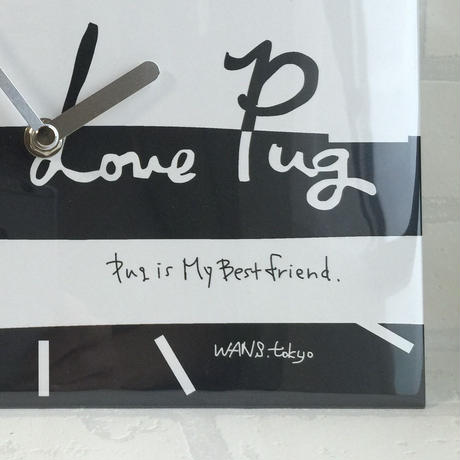 Love Pug
Pug is My Best friend.
WANS.tokyo